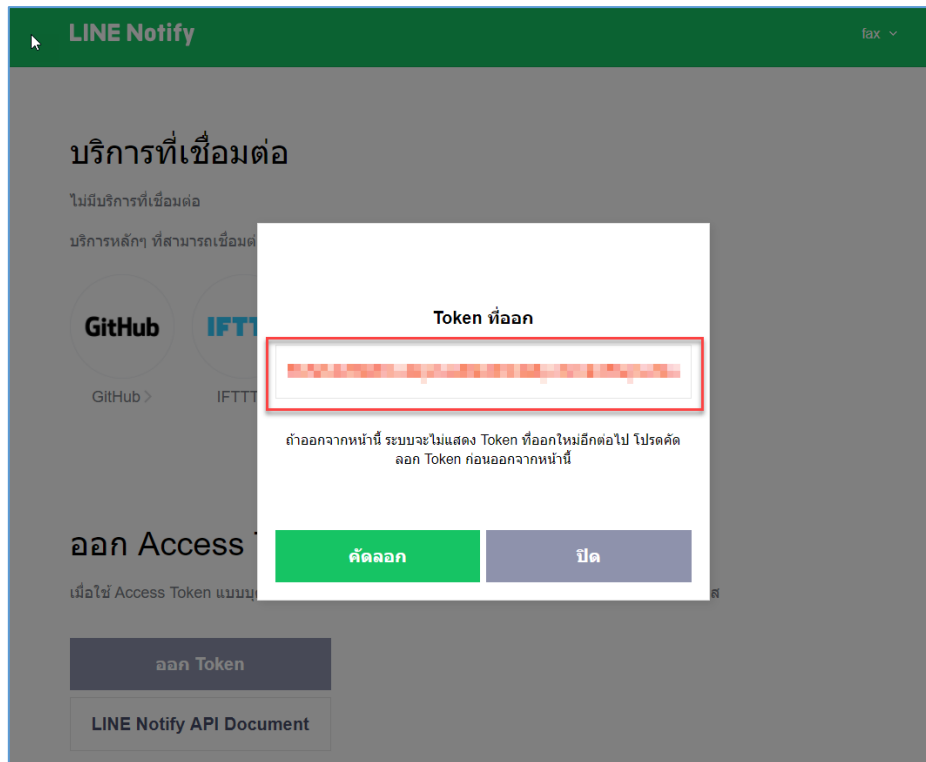 LINE Notify
fax
บริการที่เชื่อมต่อ
ไม่มีบริการที่เชื่อมต่อ
บริการหลักๆ ที่สามารถเชื่อมต่
GitHub
IFTT
GitHub
IFTTT
Token ที่ออก
ถ้าออกจากหน้านี้ ระบบจะไม่แสดง Token ที่ออกใหม่อีกต่อไป โปรดคัด
ลอก Token ก่อนออกจากหน้านี้
คัดลอก
ปิด
ออก Access
เมื่อใช้ Access Token แบบบุ
ส
ออก Token
LINE Notify API Document